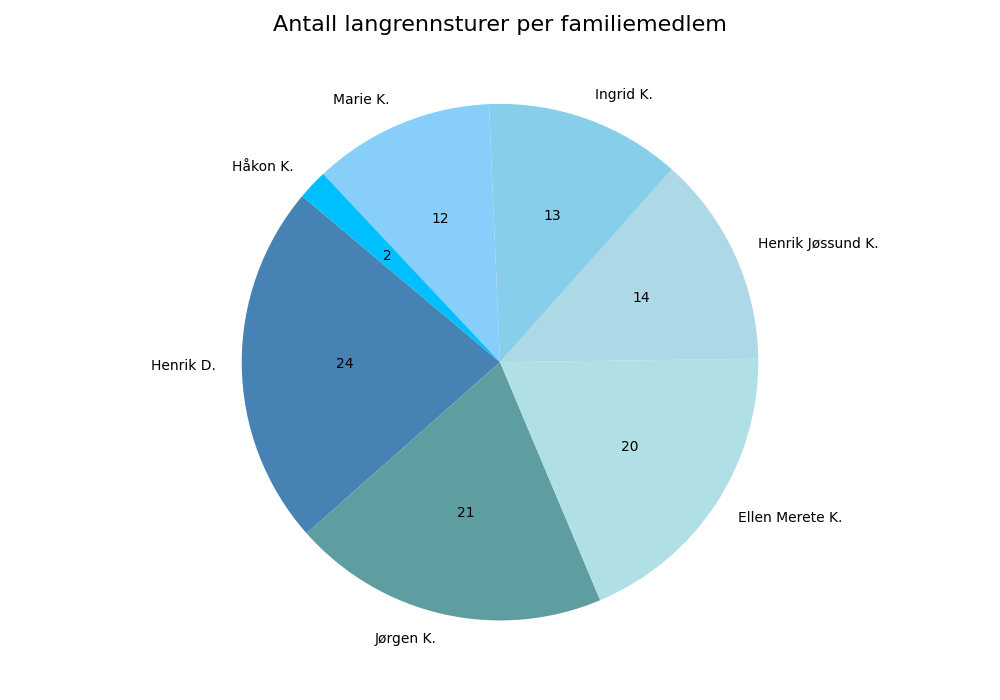 Antall langrennsturer per familiemedlem
Marie K.
Ingrid K.
Håkon K.
Henrik Jøssund K.
12
13
2
14
Henrik D.
24
20
21
Ellen Merete K.
Jørgen K.